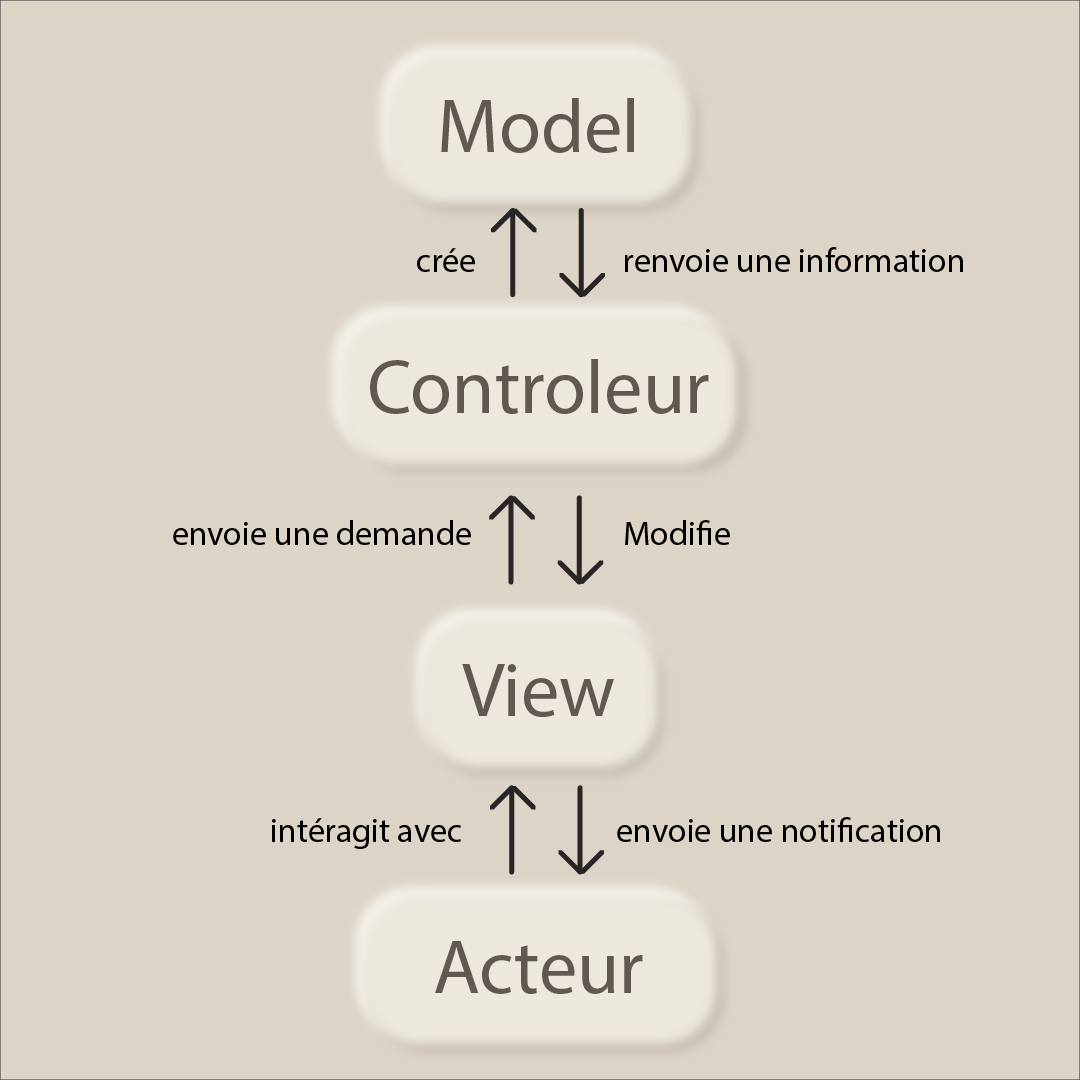 Model
crée
renvoie une information
Controleur
envoie une demande
Modifie
View
intéragit avec
envoie une notification
Acteur